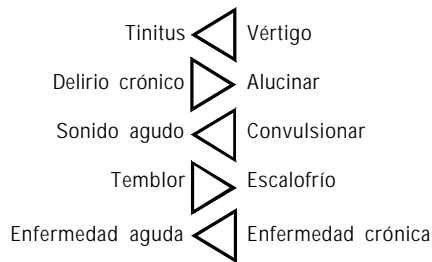 Tinitus Vértigo
Delirio crónico Alucinar
Sonido agudo Convulsionar
Temblor Escalofrío
Enfermedad aguda Enfermedad crónica